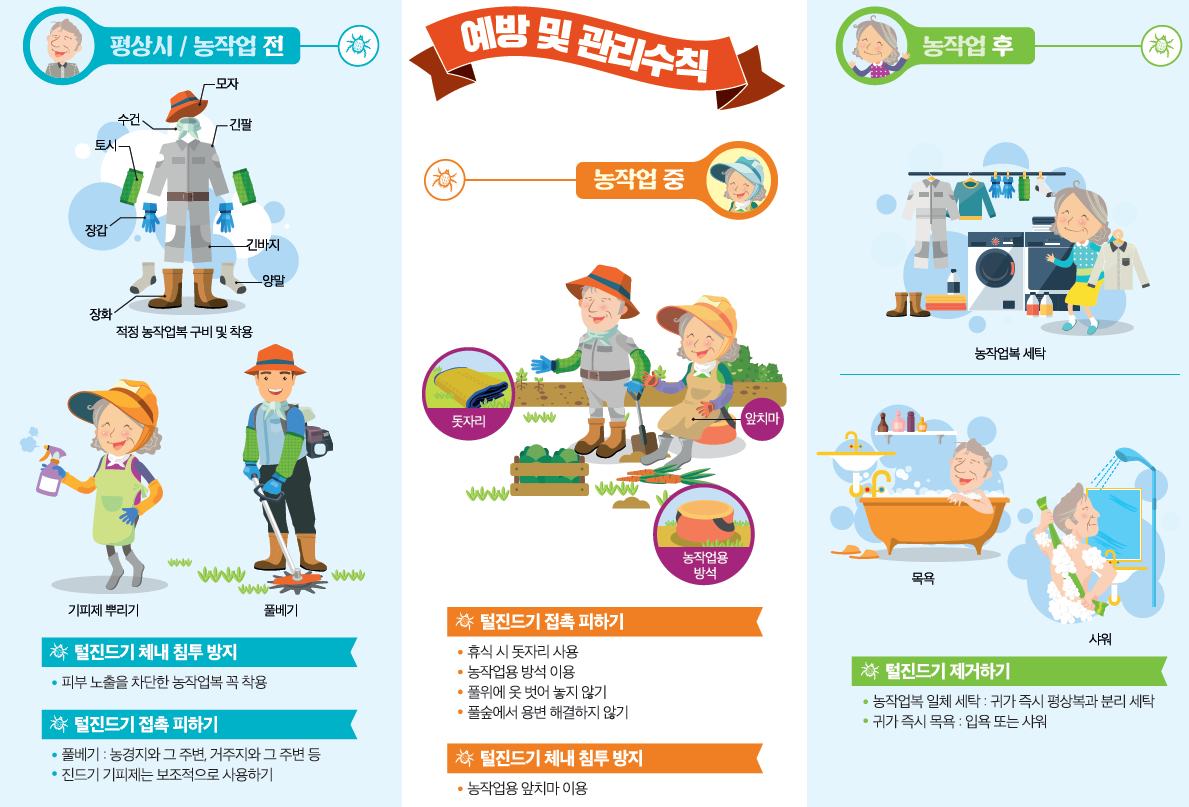 평상시 / 농작업 전
모자
수건
긴팔
토시
장갑
긴바지
양말
장화
적정 농작업복 구비 및 착용
기피제 뿌리기
풀베기
털진드기 체내 침투 방지
• 피부 노출을 차단한 농작업복 꼭 착용
털진드기 접촉 피하기
• 풀베기 : 농경지와 그 주변, 거주지와 그 주변 등
• 진드기 기피제는 보조적으로 사용하기
예방 및 관리수칙
농작업 중
돗자리
앞치마
농작업용
방석
털진드기 접촉 피하기
• 휴식 시 돗자리 사용
• 농작업용 방석 이용
• 풀위에 옷 벗어 놓지 않기
• 풀숲에서 용변 해결하지 않기
털진드기 체내 침투 방지
• 농작업용 앞치마 이용
농작업 후
농작업복 세탁
목욕
샤워
털진드기 제거하기
• 농작업복 일체 세탁 : 귀가 즉시 평상복과 분리 세탁
• 귀가 즉시 목욕 : 입욕 또는 샤워